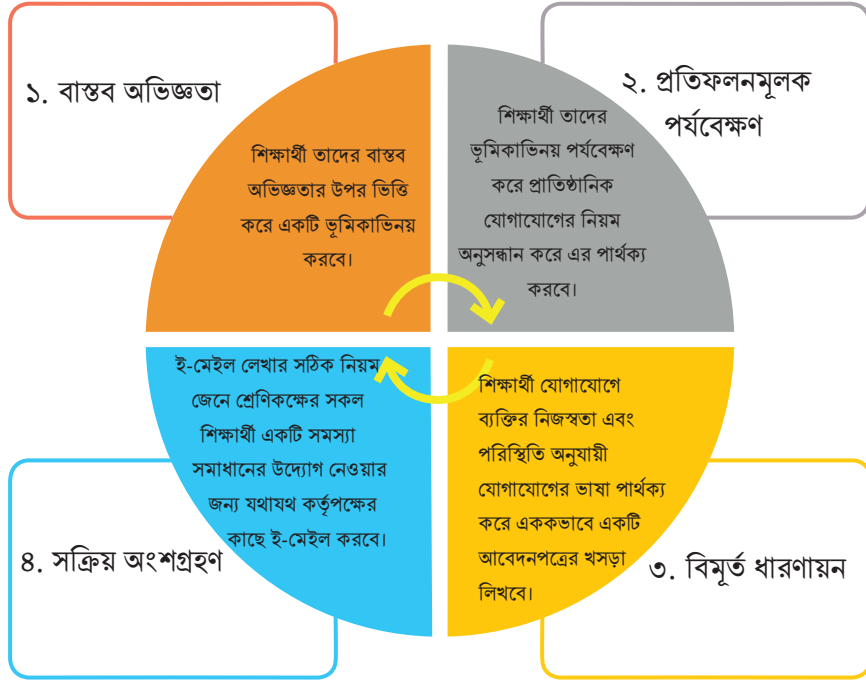 ১. বাস্তব অভিজ্ঞতা
শিক্ষার্থী তাদের বাস্তব
অভিজ্ঞতার উপর ভিত্তি
করে একটি ভূমিকাভিনয়
করবে।
২. প্রতিফলনমূলক
পর্যবেক্ষণ
শিক্ষার্থী তাদের
ভূমিকাভিনয় পর্যবেক্ষণ
করে প্রাতিষ্ঠানিক
যোগাযোগের নিয়ম
অনুসন্ধান করে এর পার্থক্য
করবে।
শিক্ষার্থী যোগাযোগে
ব্যক্তির নিজস্বতা এবং
পরিস্থিতি অনুযায়ী
যোগাযোগের ভাষা পার্থক্য
করে এককভাবে একটি
আবেদনপত্রের খসড়া
লিখবে।
৩. বিমূর্ত ধারণায়ন
ই-মেইল লেখার সঠিক নিয়ম
জেনে শ্রেণিকক্ষের সকল
শিক্ষার্থী একটি সমস্যা
সমাধানের উদ্যোগ নেওয়ার
জন্য যথাযথ কর্তৃপক্ষের
কাছে ই-মেইল করবে।
৪. সক্রিয় অংশগ্রহণ